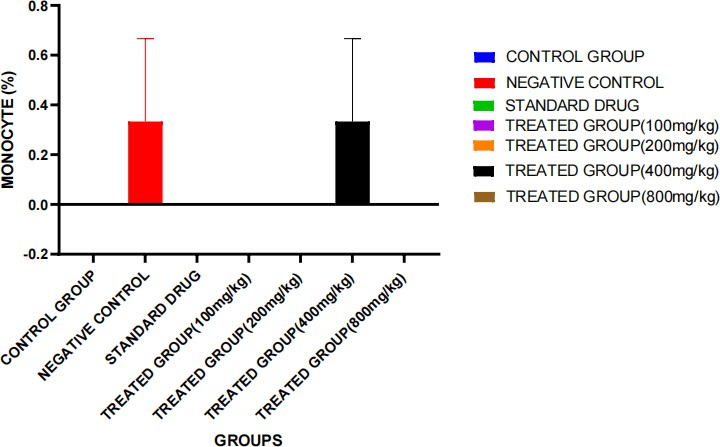 0.8
0.6
0.4
0.2
0.0
-0.2
MONOCYTE (%)
CONTROL GROUP
NEGATIVE CONTROL
STANDARD DRUG
TREATED GROUP(100mg/kg)
TREATED GROUP(200mg/kg)
TREATED GROUP(400mg/kg)
TREATED GROUP(800mg/kg)
GROUPS
CONTROL GROUP
NEGATIVE CONTROL
STANDARD DRUG
TREATED GROUP(100mg/kg)
TREATED GROUP(200mg/kg)
TREATED GROUP(400mg/kg)
TREATED GROUP(800mg/kg)